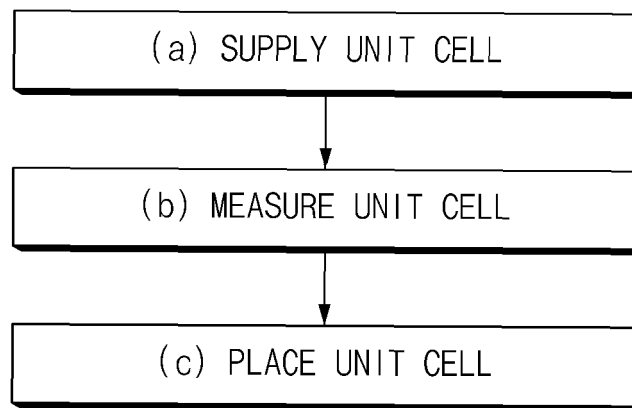 (a) SUPPLY UNIT CELL
(b) MEASURE UNIT CELL
(c) PLACE UNIT CELL